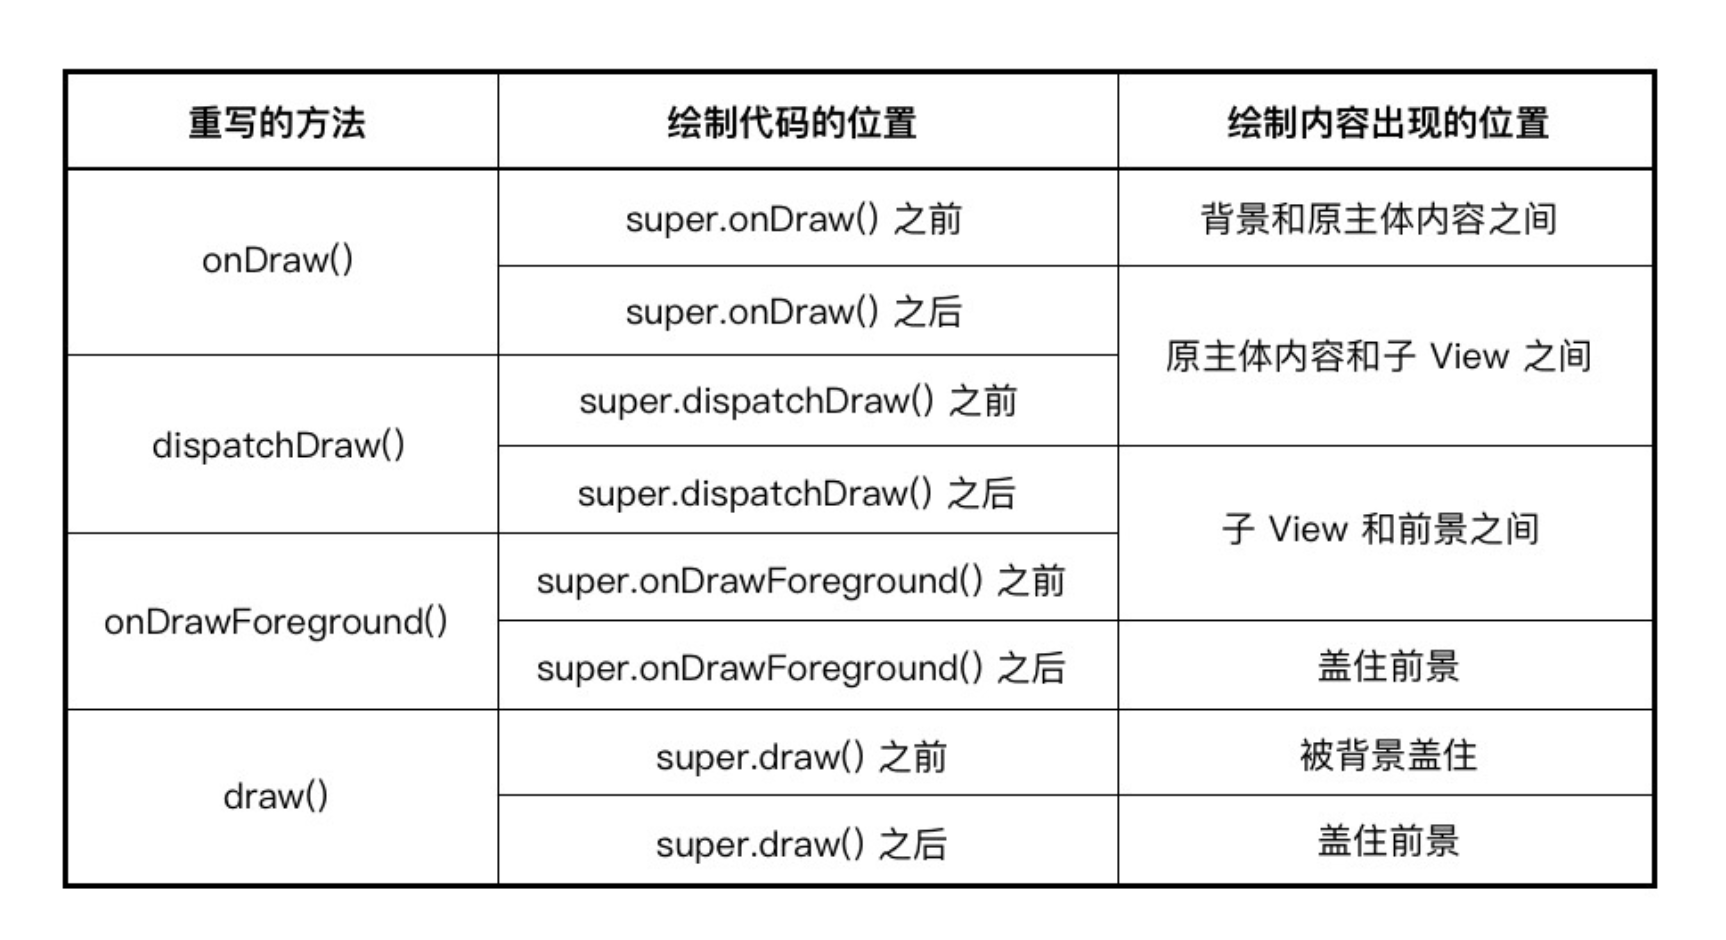 重写的方法 绘制代码的位置 绘制内容出现的位置
onDraw() super.onDraw() 之前 背景和原主体内容之间
super.onDraw() 之后 原主体内容和子 View 之间
dispatchDraw() super.dispatchDraw() 之前
super.dispatchDraw() 之后 子 View 和前景之间
onDrawForeground() super.onDrawForeground() 之前
super.onDrawForeground() 之后 盖住前景
draw() super.draw() 之前 被背景盖住
super.draw() 之后 盖住前景